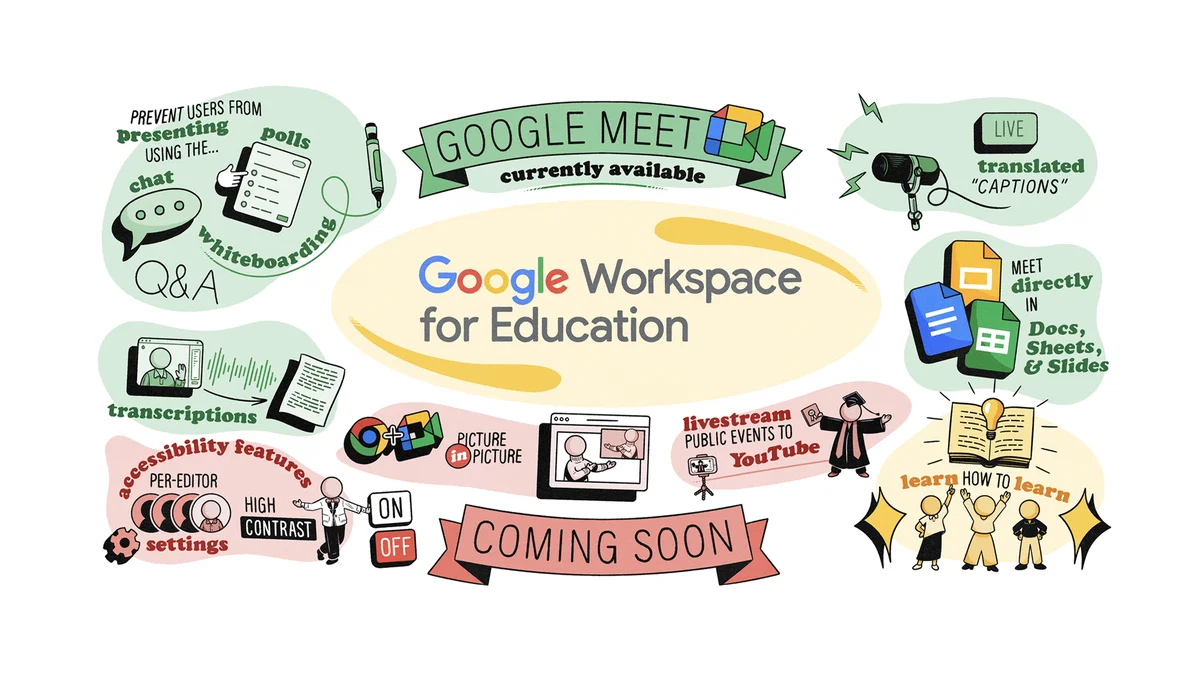 PREVENT USERS FROM
presenting
USING THE...
polls
chat
whiteboarding
Q&A
GOOGLE MEET
currently available
LIVE
translated
"CAPTIONS"
Google Workspace
for Education
MEET
directly
IN
Docs,
Sheets,
& Slides
transcriptions
accessibility features
PER-EDITOR
settings
HIGH
CONTRAST
ON
OFF
+
PICTURE
in PICTURE
livestream
PUBLIC EVENTS TO
YouTube
learn HOW TO learn
COMING SOON